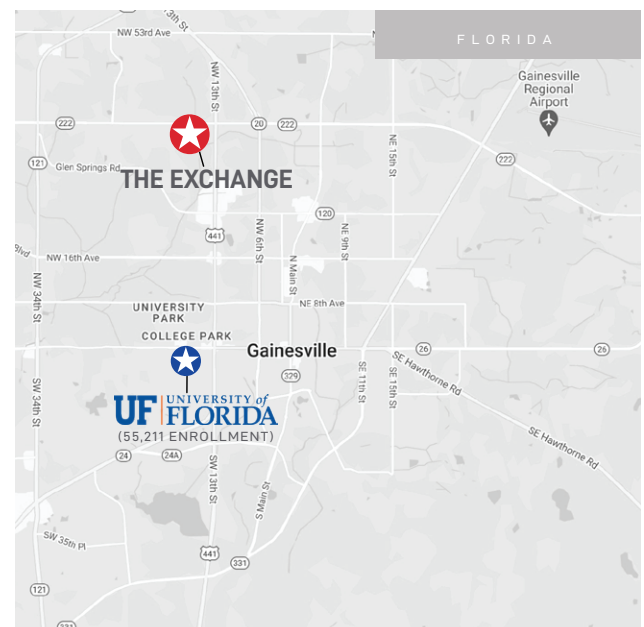 13th St
NW 53rd Ave
FLORIDA
NW 13th St
Gainesville
Regional
Airport
222
20
222
NE 15th St
222
121
Glen Springs Rd
THE EXCHANGE
120
441
NW 6th St
N Main St
NE 9th St
Blvd
NW 16th Ave
NW 34th St
UNIVERSITY
PARK
NE 8th Ave
COLLEGE PARK
Gainesville
26
26
SE Hawthorne Rd
329
SE 11th St
SE 15th St
SW 34th St
UF UNIVERSITY of
FLORIDA
(55,211 ENROLLMENT)
SE Hawthorne Rd
24
24A
SW 13th St
S Main St
SW 35th Pl
441
331
121
331